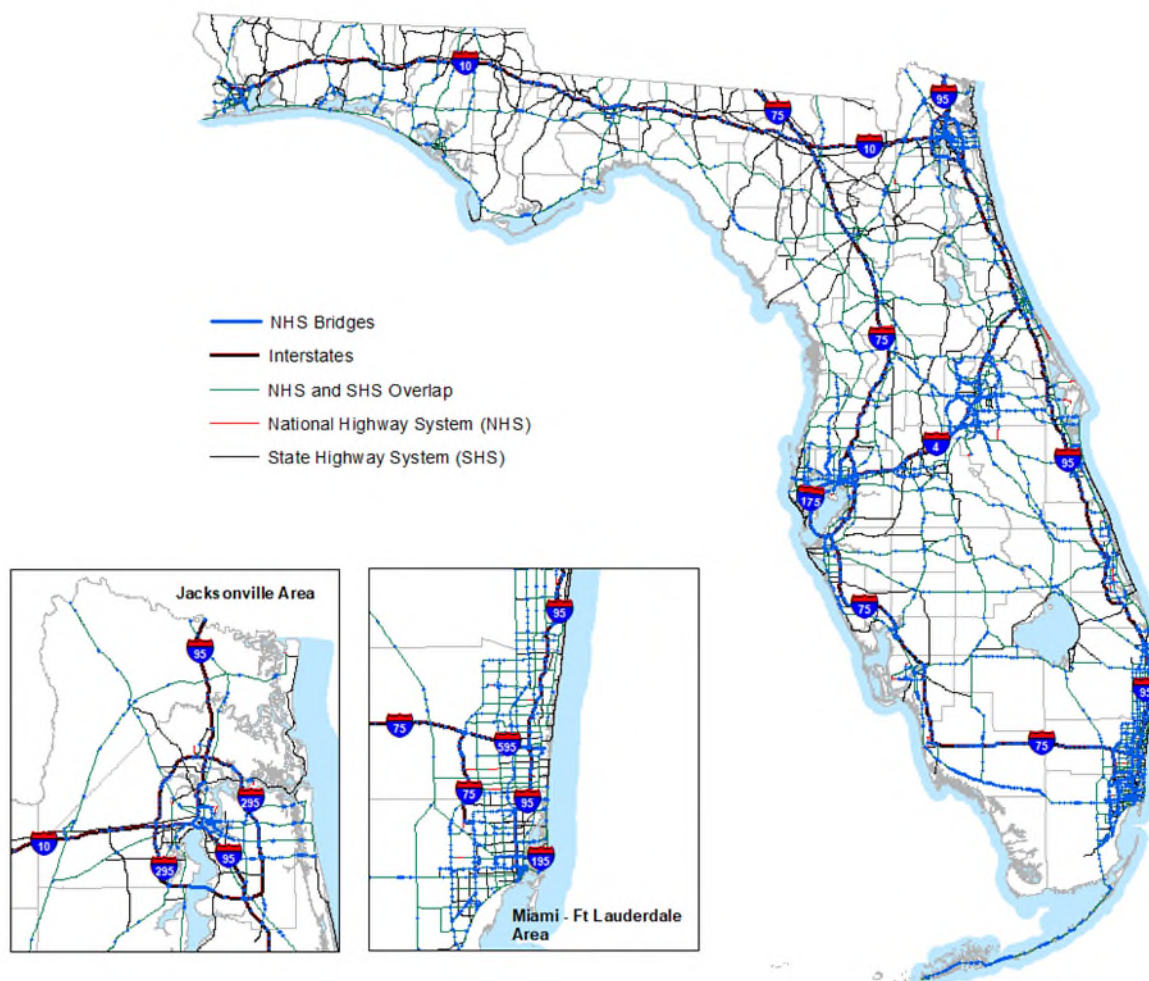 10
75
95
10
NHS Bridges
Interstates
NHS and SHS Overlap
National Highway System (NHS)
State Highway System (SHS)
75
4
95
175
75
95
75
Jacksonville Area
95
295
10
295
95
95
75
595
75
95
195
Miami - Ft Lauderdale
Area